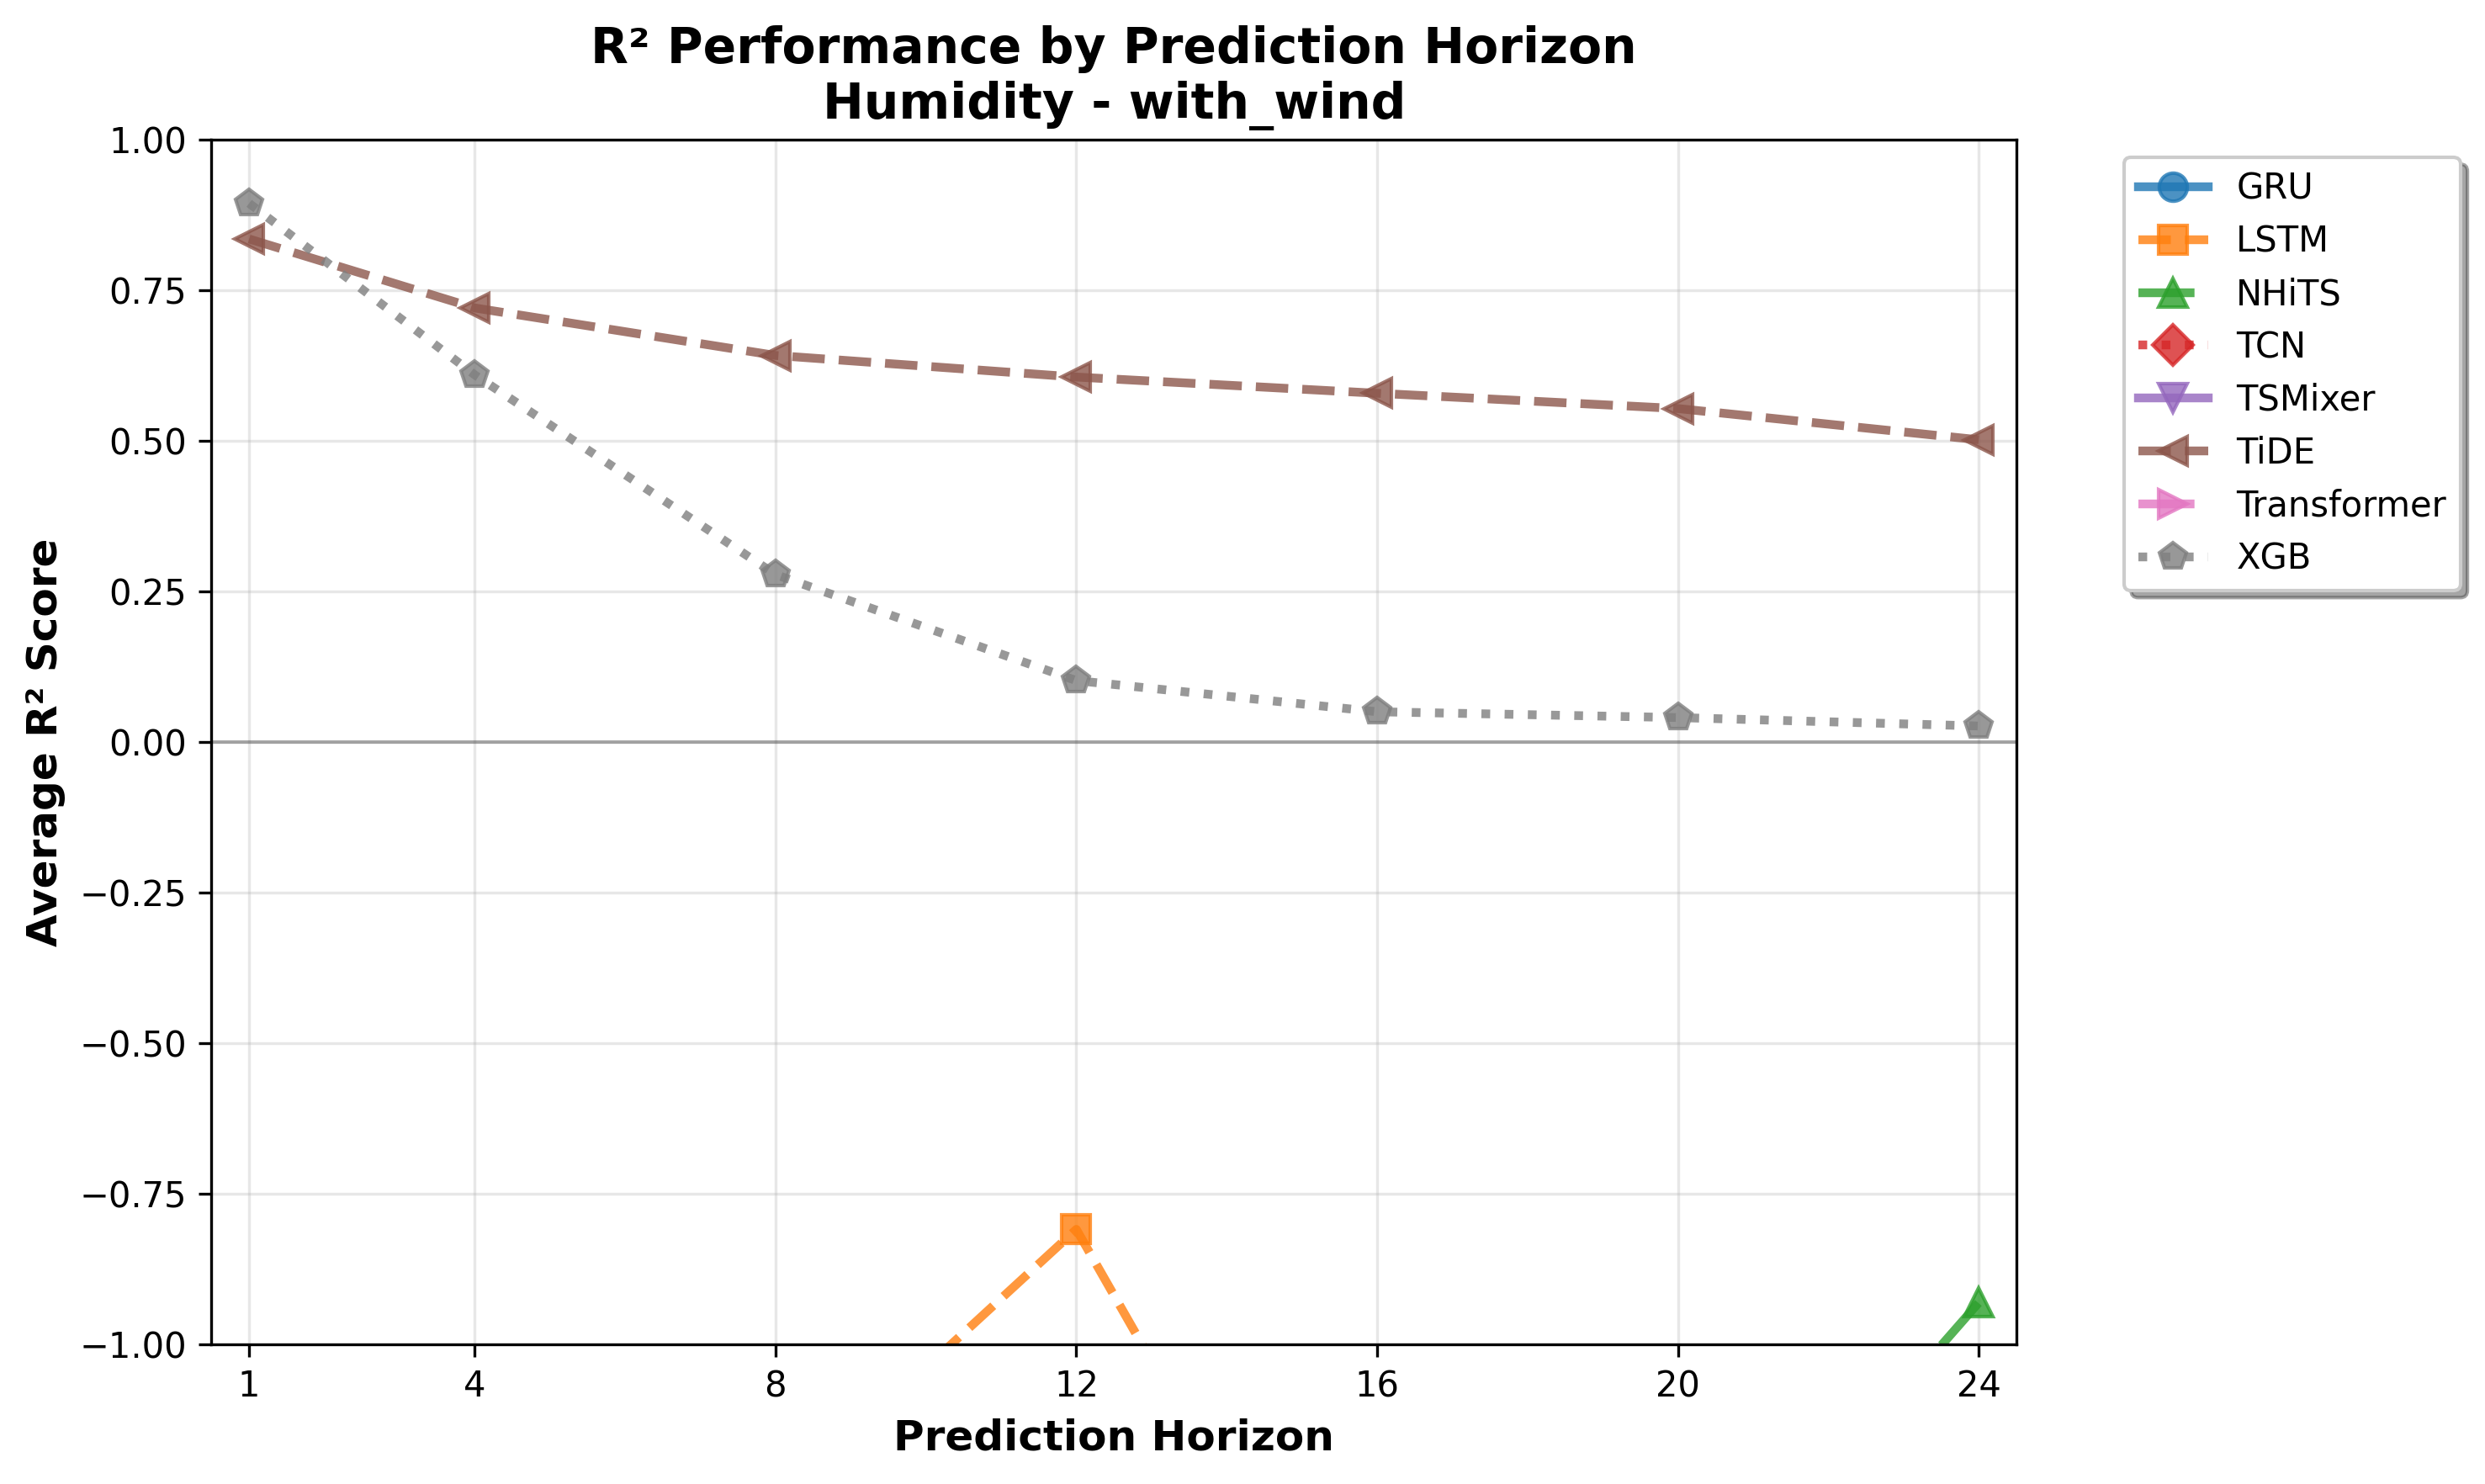 R² Performance by Prediction Horizon
Humidity - with_wind
Average R² Score
1.00
0.75
0.50
0.25
0.00
−0.25
−0.50
−0.75
−1.00
1
4
8
12
16
20
24
Prediction Horizon
GRU
LSTM
NHiTS
TCN
TSMixer
TiDE
Transformer
XGB